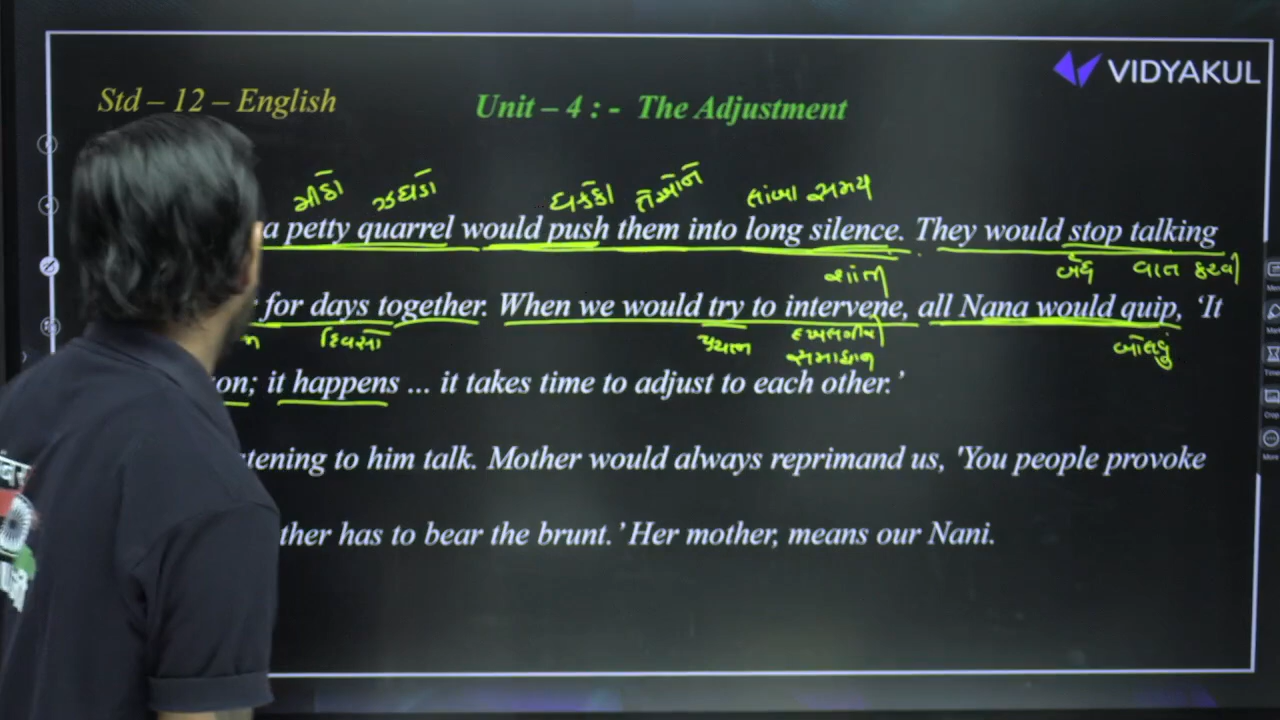 VIDYAKUL
Std – 12 – English
Unit – 4 : - The Adjustment
મીઠો ઝઘડો ધક્કો તેઓને લાંબા સમય
a petty quarrel would push them into long silence. They would stop talking
શાંતી બંધ વાત કરવી
for days together. When we would try to intervene, all Nana would quip, ‘It
દિવસો પ્રયાન સમાધાન બોલવું
on; it happens ... it takes time to adjust to each other.’
tening to him talk. Mother would always reprimand us, 'You people provoke
ther has to bear the brunt.’ Her mother, means our Nani.